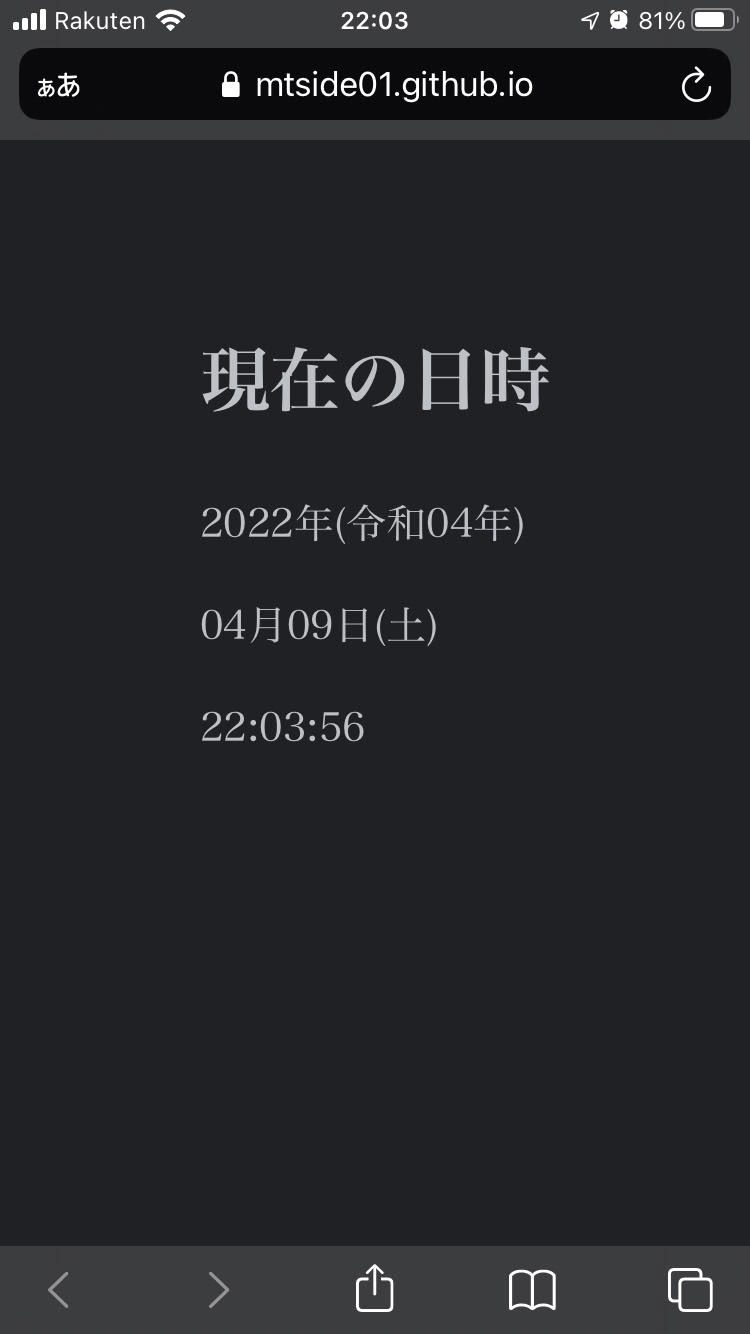 Rakuten 22:03 81%
ぁあ mtside01.github.io
現在の日時
2022年(令和04年)
04月09日(土)
22:03:56